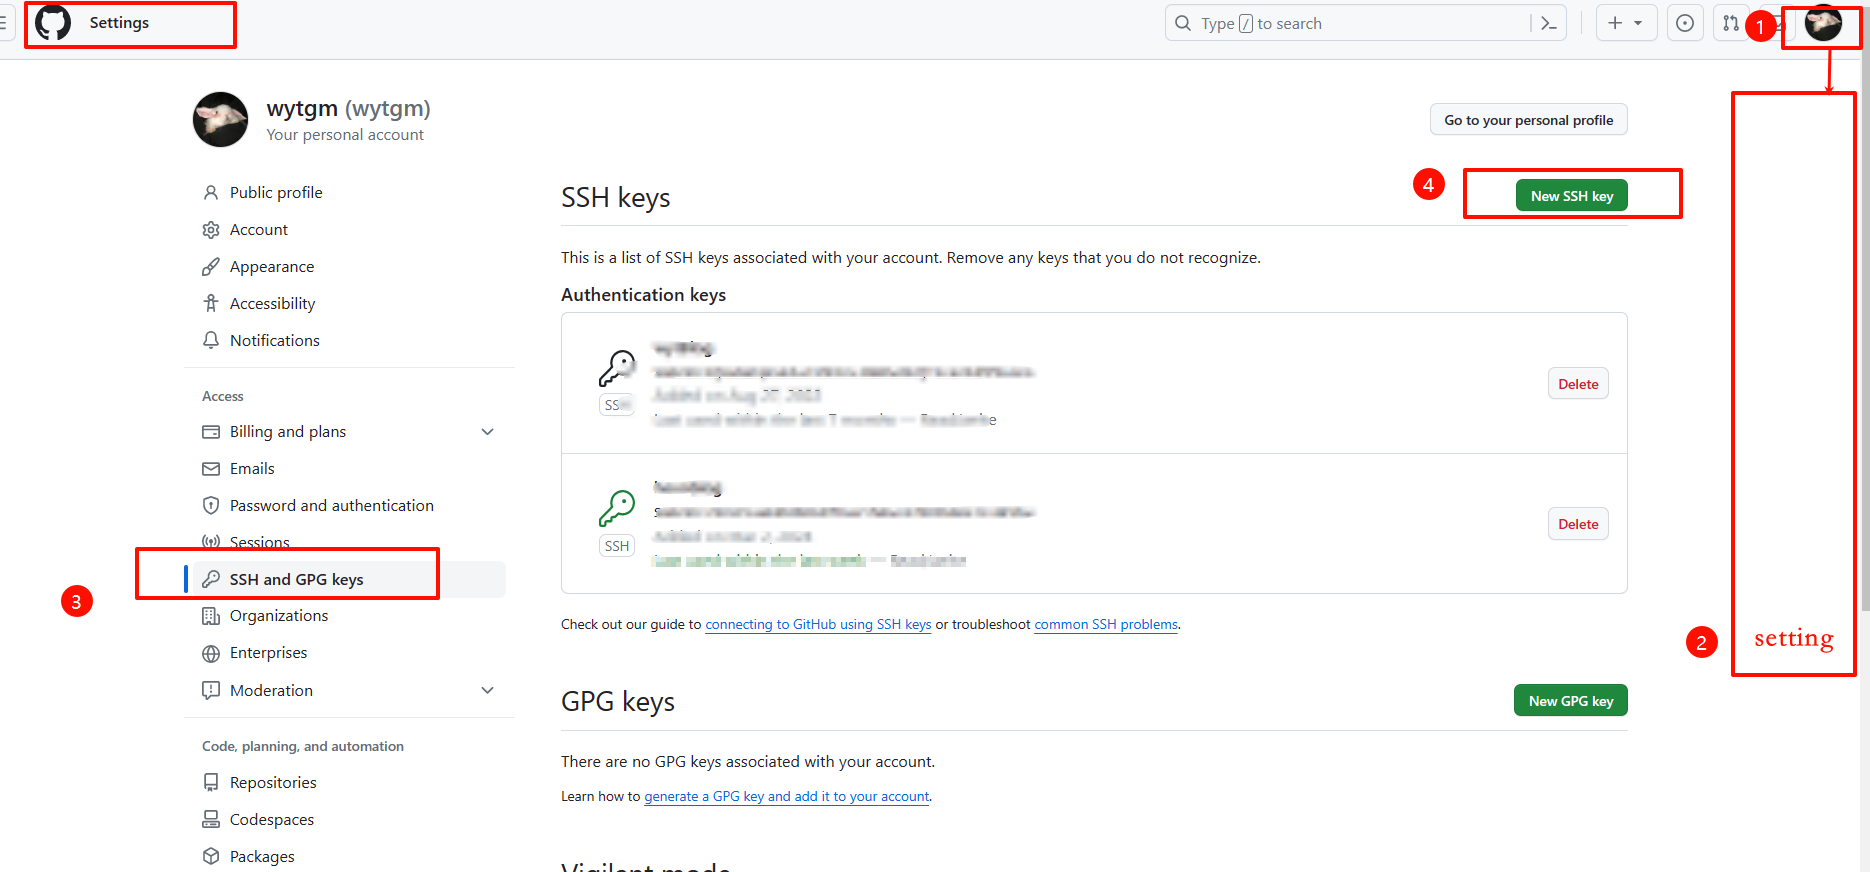 Settings
Type / to search
1
wytgm (wytgm)
Your personal account
Go to your personal profile
Public profile
Account
Appearance
Accessibility
Notifications
Access
Billing and plans
Emails
Password and authentication
Sessions
3
SSH and GPG keys
Organizations
Enterprises
Moderation
Code, planning, and automation
Repositories
Codespaces
Packages
SSH keys
4
New SSH key
This is a list of SSH keys associated with your account. Remove any keys that you do not recognize.
Authentication keys
Delete
SSH
Delete
Check out our guide to connecting to GitHub using SSH keys or troubleshoot common SSH problems.
2
setting
GPG keys
New GPG key
There are no GPG keys associated with your account.
Learn how to generate a GPG key and add it to your account.
Vigilant mode